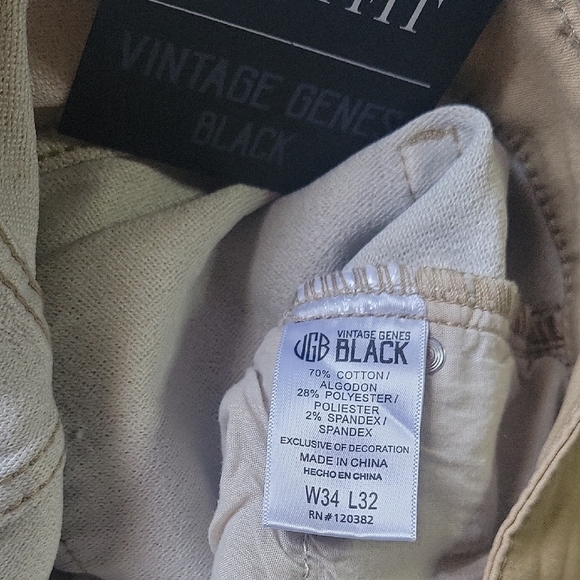 VINTAGE GENES
BLACK
JGB VINTAGE GENES
BLACK
70% COTTON/
ALGODON
28% POLYESTER/
POLIESTER
2% SPANDEX/
SPANDEX
EXCLUSIVE OF DECORATION
MADE IN CHINA
HECHO EN CHINA
W34 L32
RN#120382